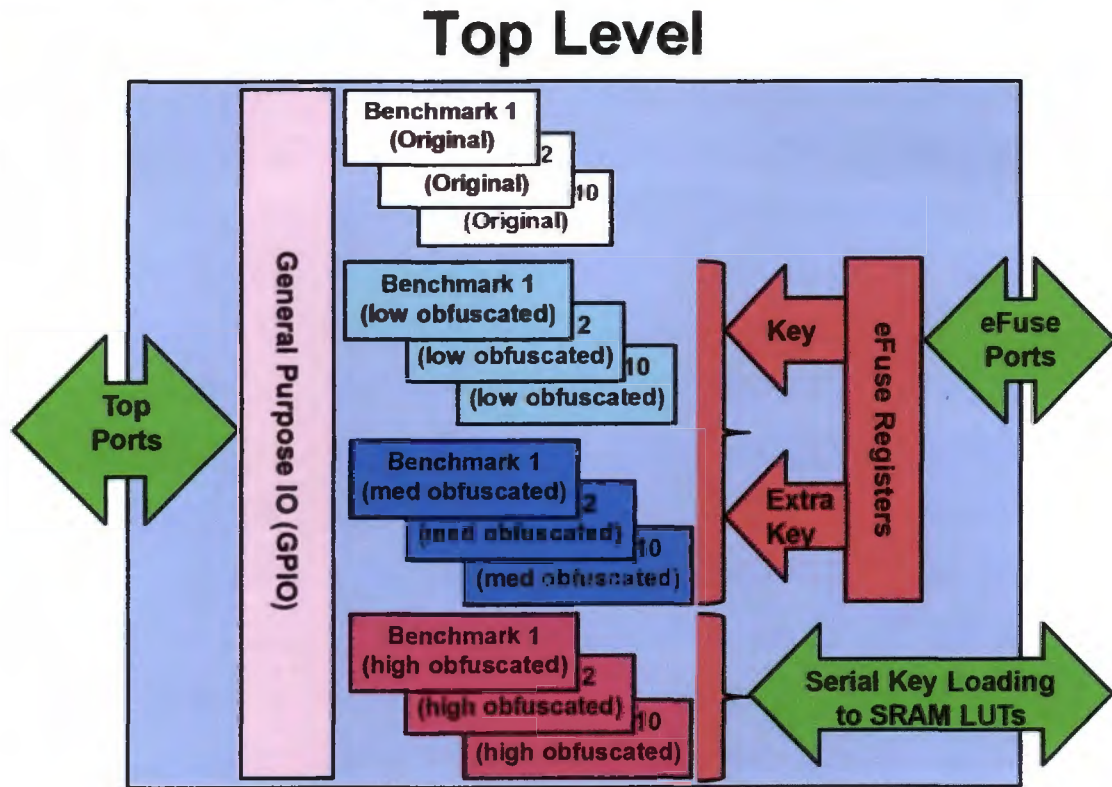 Top Level
Benchmark 1
(Original)
2
(Original)
10
(Original)
General Purpose IO (GPIO)
Benchmark 1
(low obfuscated)
2
(low obfuscated)
10
(low obfuscated)
Benchmark 1
(med obfuscated)
2
(med obfuscated)
10
(med obfuscated)
Benchmark 1
(high obfuscated)
2
(high obfuscated)
10
(high obfuscated)
Top
Ports
Key
Extra
Key
eFuse Registers
eFuse
Ports
Serial Key Loading
to SRAM LUTs